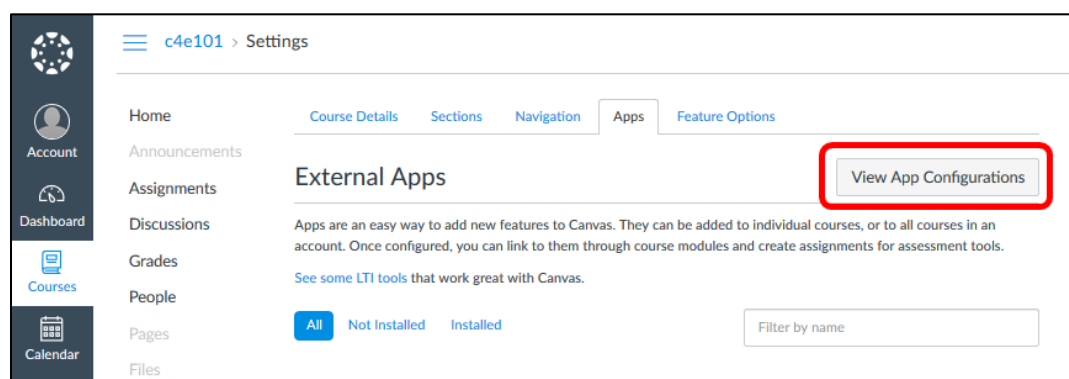 c4e101 > Settings
Account
Dashboard
Courses
Calendar
Home
Announcements
Assignments
Discussions
Grades
People
Pages
Files
Course Details Sections Navigation Apps Feature Options
External Apps View App Configurations
Apps are an easy way to add new features to Canvas. They can be added to individual courses, or to all courses in an
account. Once configured, you can link to them through course modules and create assignments for assessment tools.
See some LTI tools that work great with Canvas.
All Not Installed Installed Filter by name